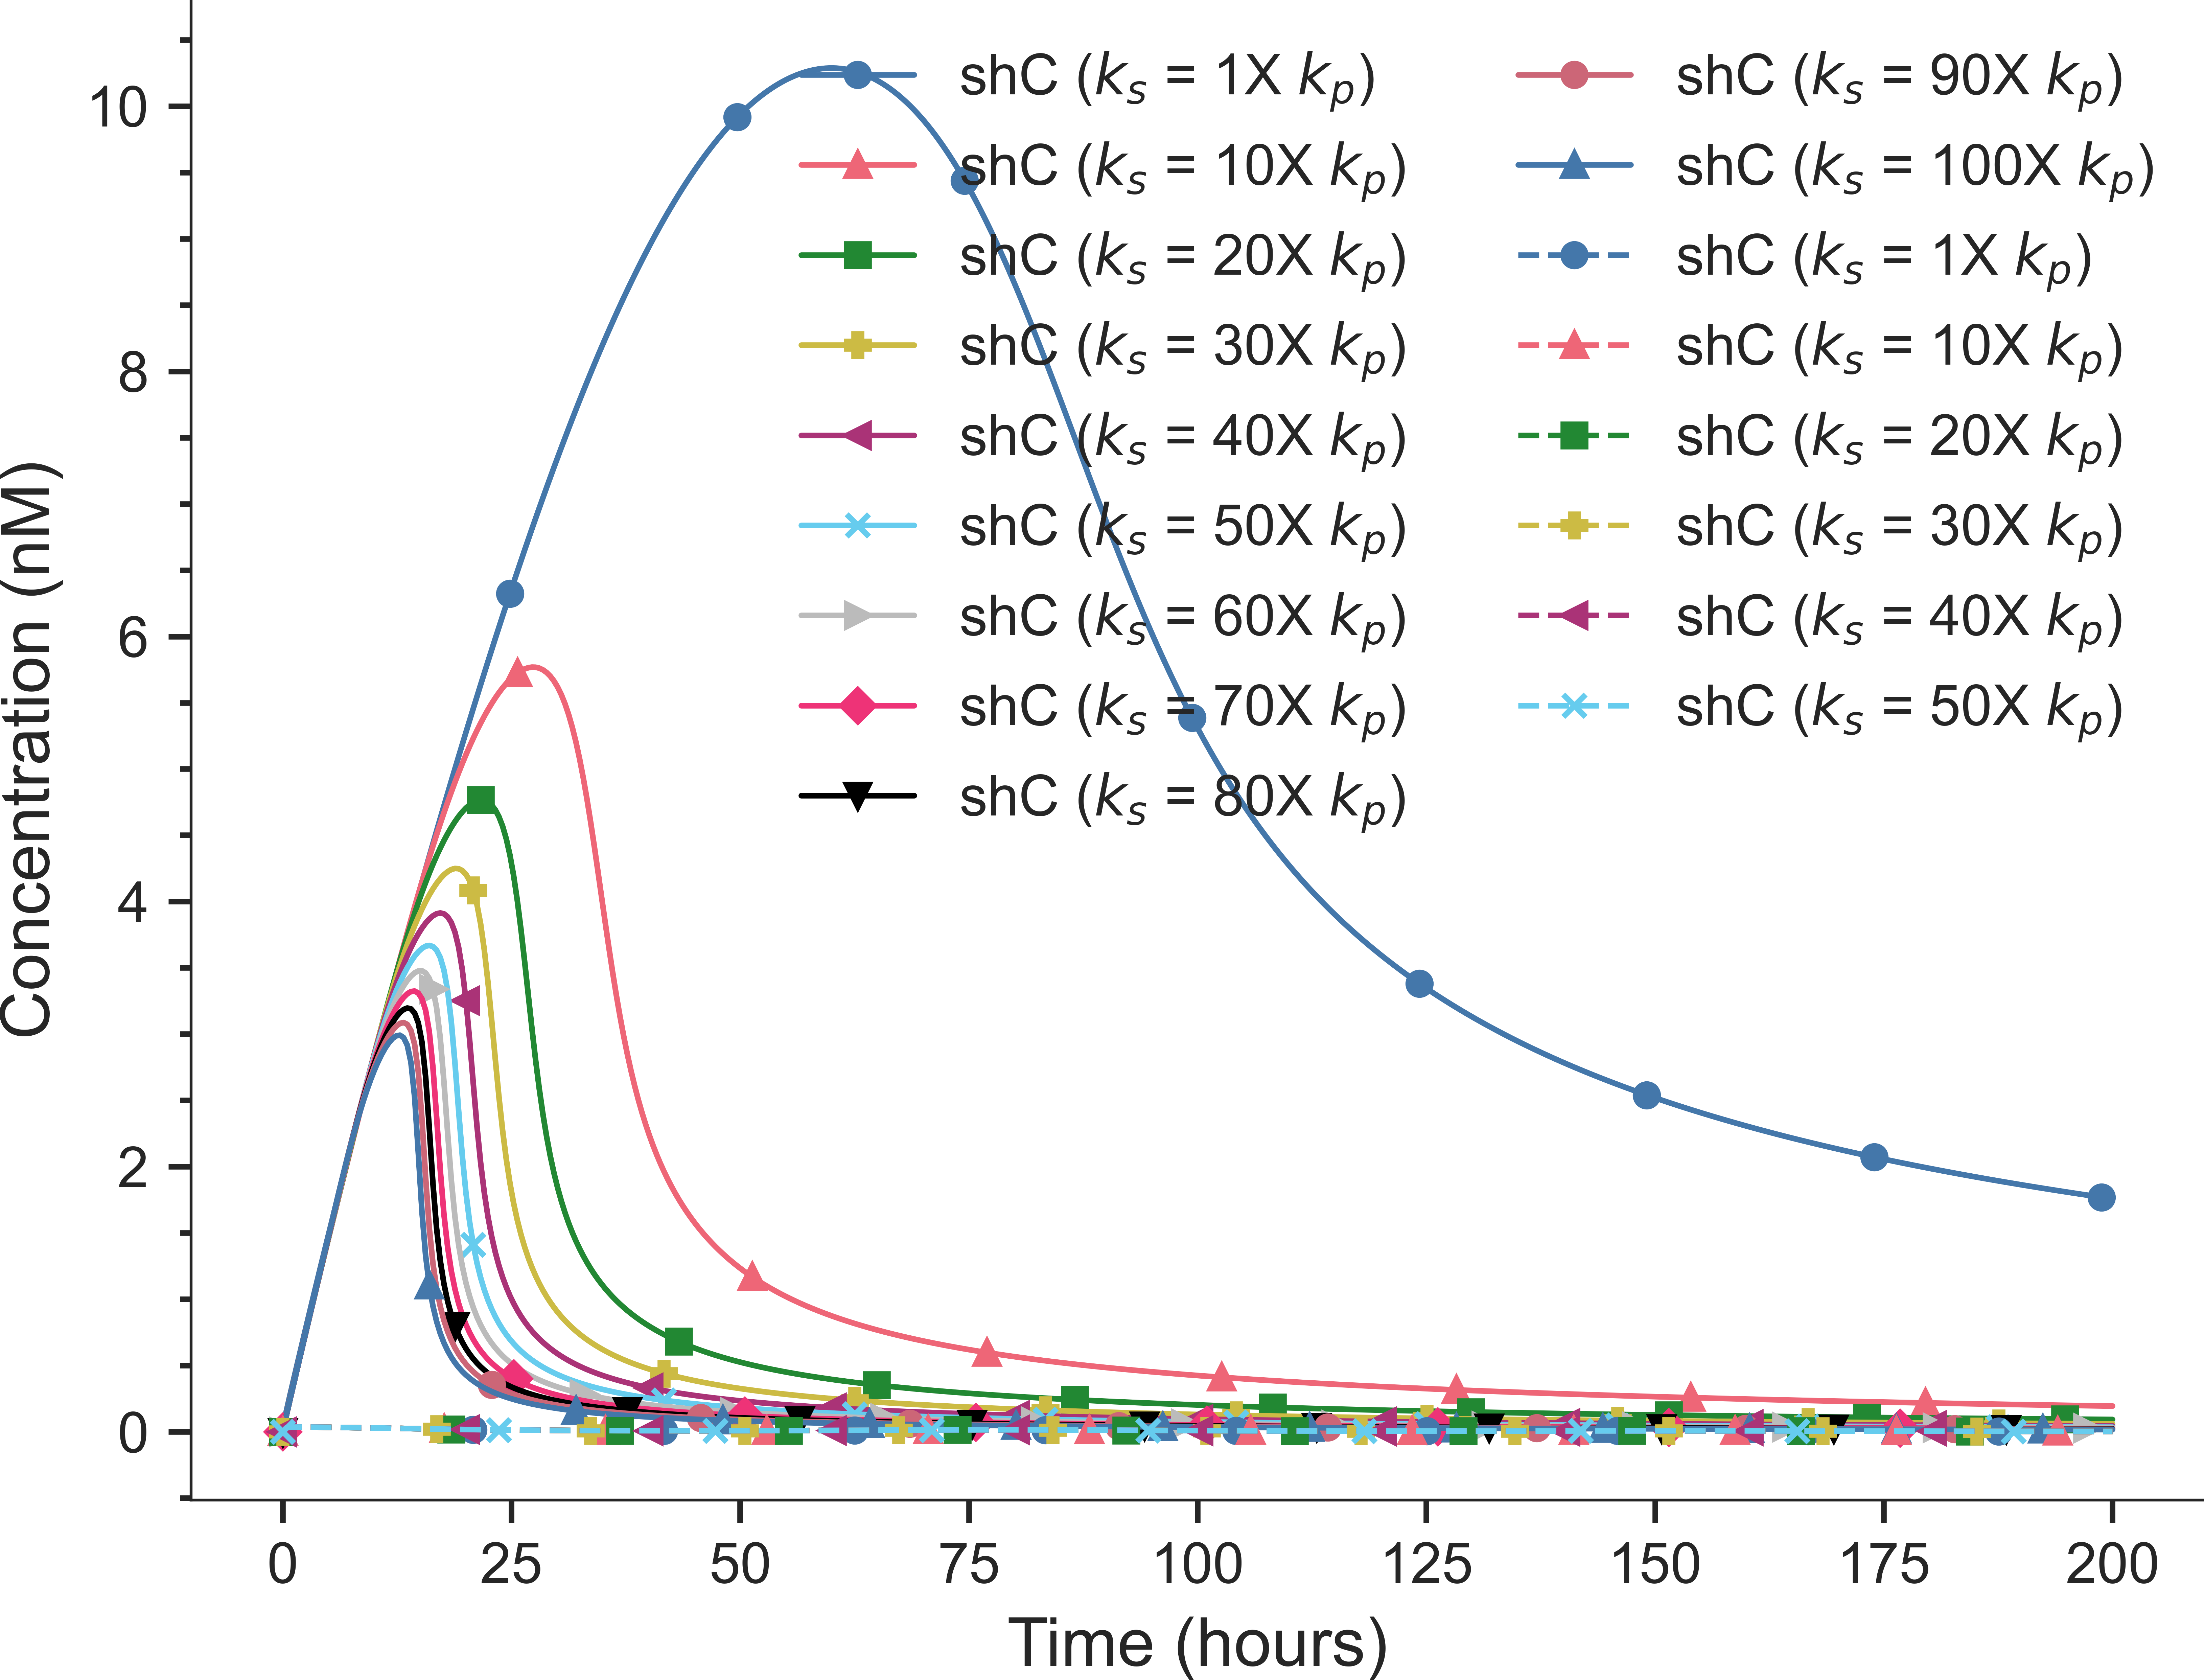 Concentration (nM)
10
8
6
4
2
0
shC (kₛ = 1X kₚ)
shC (kₛ = 10X kₚ)
shC (kₛ = 20X kₚ)
shC (kₛ = 30X kₚ)
shC (kₛ = 40X kₚ)
shC (kₛ = 50X kₚ)
shC (kₛ = 60X kₚ)
shC (kₛ = 70X kₚ)
shC (kₛ = 80X kₚ)
shC (kₛ = 90X kₚ)
shC (kₛ = 100X kₚ)
shC (kₛ = 1X kₚ)
shC (kₛ = 10X kₚ)
shC (kₛ = 20X kₚ)
shC (kₛ = 30X kₚ)
shC (kₛ = 40X kₚ)
shC (kₛ = 50X kₚ)
0 25 50 75 100 125 150 175 200
Time (hours)